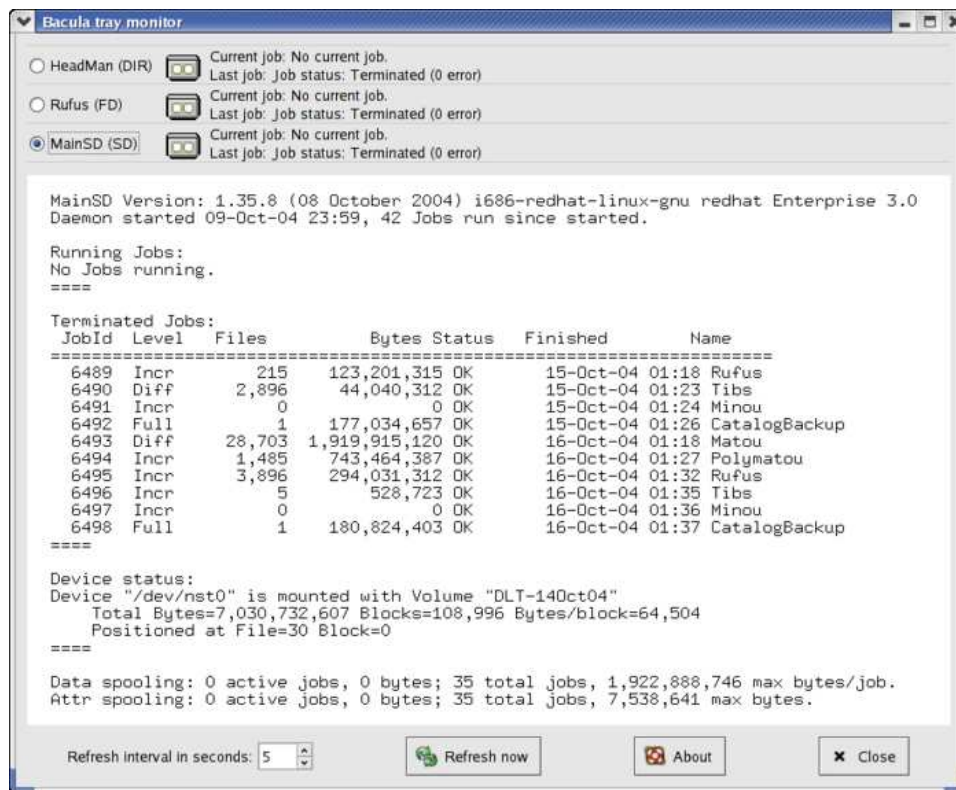 Bacula tray monitor
HeadMan (DIR) Current job: No current job.
Last job: Job status: Terminated (0 error)
Rufus (FD) Current job: No current job.
Last job: Job status: Terminated (0 error)
MainSD (SD) Current job: No current job.
Last job: Job status: Terminated (0 error)
MainSD Version: 1.35.8 (08 October 2004) i686-redhat-linux-gnu redhat Enterprise 3.0
Daemon started 09-Oct-04 23:59, 42 Jobs run since started.
Running Jobs:
No Jobs running.
====
Terminated Jobs:
JobId Level Files Bytes Status Finished Name
======================================================================
6489 Incr 215 123,201,315 OK 15-Oct-04 01:18 Rufus
6490 Diff 2,896 44,040,312 OK 15-Oct-04 01:23 Tibs
6491 Incr 0 0 OK 15-Oct-04 01:24 Minou
6492 Full 1 177,034,657 OK 15-Oct-04 01:26 CatalogBackup
6493 Diff 28,703 1,919,915,120 OK 16-Oct-04 01:18 Matou
6494 Incr 1,485 743,464,387 OK 16-Oct-04 01:27 Polymatou
6495 Incr 3,896 294,031,312 OK 16-Oct-04 01:32 Rufus
6496 Incr 5 528,723 OK 16-Oct-04 01:35 Tibs
6497 Incr 0 0 OK 16-Oct-04 01:36 Minou
6498 Full 1 180,824,403 OK 16-Oct-04 01:37 CatalogBackup
====
Device status:
Device "/dev/nst0" is mounted with Volume "DLT-14Oct04"
Total Bytes=7,030,732,607 Blocks=108,996 Bytes/block=64,504
Positioned at File=30 Block=0
====
Data spooling: 0 active jobs, 0 bytes; 35 total jobs, 1,922,888,746 max bytes/job.
Attr spooling: 0 active jobs, 0 bytes; 35 total jobs, 7,538,641 max bytes.
Refresh interval in seconds: 5 Refresh now About Close